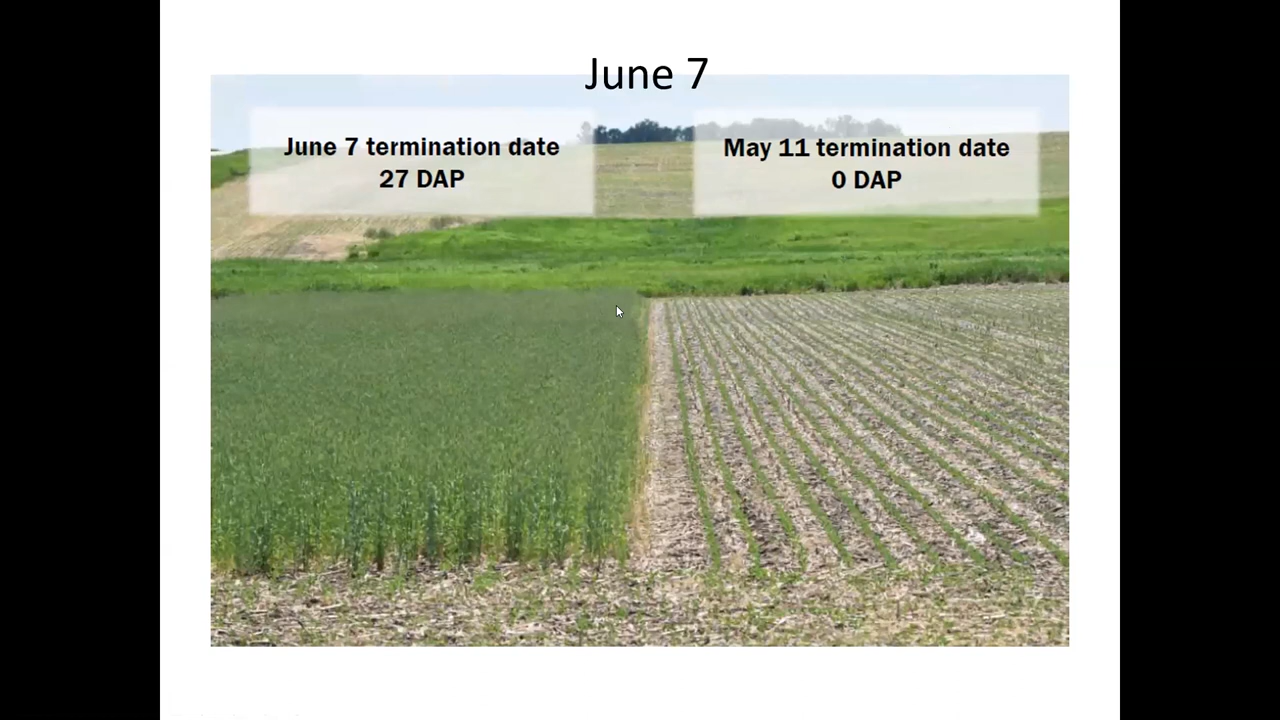 June 7
June 7 termination date
27 DAP
May 11 termination date
0 DAP